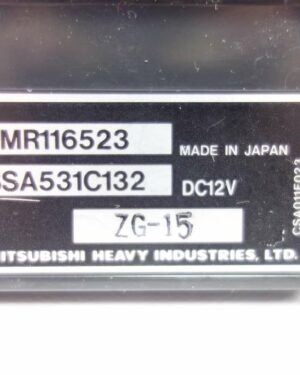 MR116523
MADE IN JAPAN
SA531C132
DC12V
ZG-15
ITSUBISHI HEAVY INDUSTRIES, LTD.